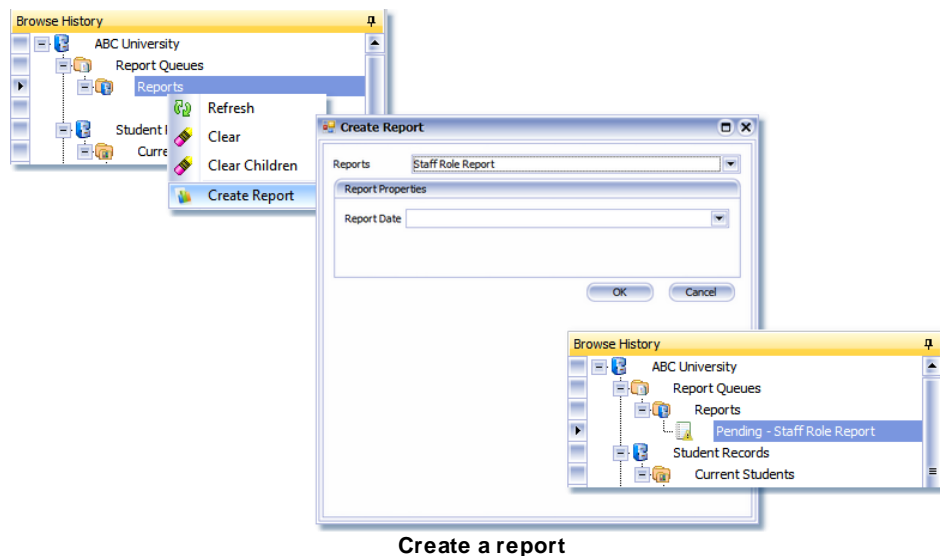 Browse History
ABC University
Report Queues
Reports
Refresh
Student
Clear
Curre
Clear Children
Create Report
Create Report
Reports Staff Role Report
Report Properties
Report Date
OK Cancel
Browse History
ABC University
Report Queues
Reports
Pending - Staff Role Report
Student Records
Current Students
Create a report